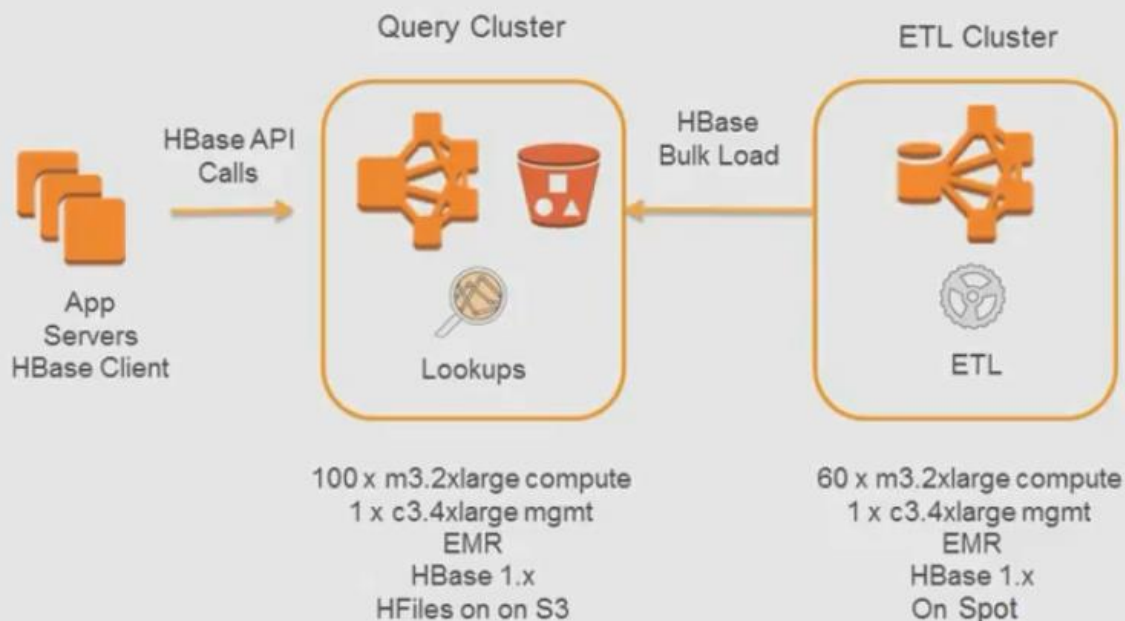 Query Cluster
ETL Cluster
HBase API
Calls
HBase
Bulk Load
App
Servers
HBase Client
Lookups
ETL
100 x m3.2xlarge compute
1 x c3.4xlarge mgmt
EMR
HBase 1.x
HFiles on on S3
60 x m3.2xlarge compute
1 x c3.4xlarge mgmt
EMR
HBase 1.x
On Spot